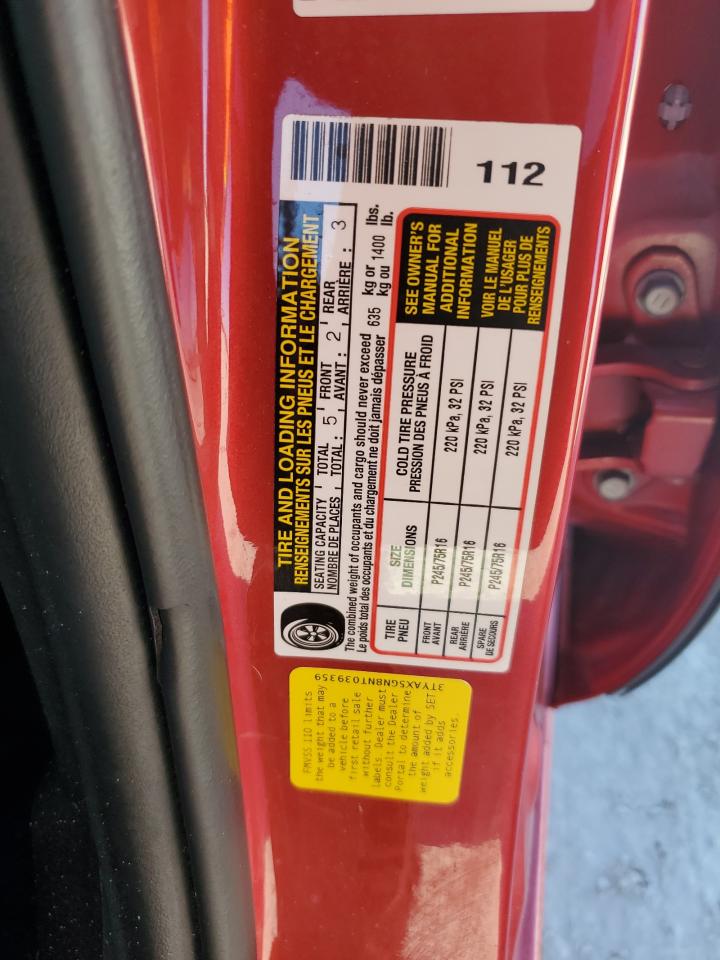 112
TIRE AND LOADING INFORMATION
RENSEIGNEMENTS SUR LES PNEUS ET LE CHARGEMENT
SEATING CAPACITY TOTAL 5 FRONT 2 REAR 3
NOMBRE DE PLACES TOTAL : AVANT : ARRIÈRE :
The combined weight of occupants and cargo should never exceed 635 kg or 1400 lbs.
Le poids total des occupants et du chargement ne doit jamais dépasser kg ou lb.
TIRE SIZE COLD TIRE PRESSURE
PNEU DIMENSIONS PRESSION DES PNEUS À FROID
FRONT P245/75R16 220 kPa, 32 PSI
AVANT
REAR P245/75R16 220 kPa, 32 PSI
ARRIÈRE
SPARE P245/75R16 220 kPa, 32 PSI
DE SECOURS
SEE OWNER'S
MANUAL FOR
ADDITIONAL
INFORMATION
VOIR LE MANUEL
DE L'USAGER
POUR PLUS DE
RENSEIGNEMENTS
3TYAX5GN8NT039359
FMVSS 110 limits
the weight that may
be added to a
vehicle before
first retail sale
without further
labels. Dealer must
consult the Dealer
Portal to determine
the amount of
weight added by SET
if it adds
accessories.